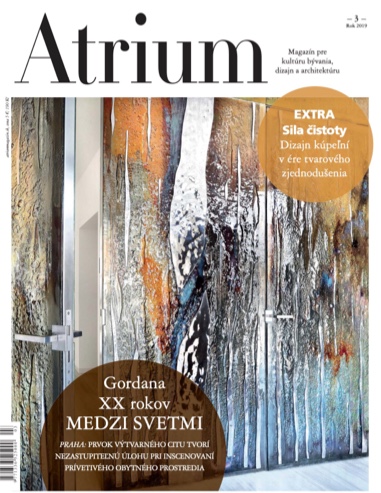 Atrium
– 3 –
Rok 2019
Magazín pre
kultúru bývania,
dizajn a architektúru
EXTRA
Sila čistoty
Dizajn kúpeľní
v ére tvarového
zjednodušenia
Gordana
XX rokov
MEDZI SVETMI
PRAHA: PRVOK VÝTVARNÉHO CITU TVORÍ
NEZASTUPITEĽNÚ ÚLOHU PRI INSCENOVANÍ
PRÍVETIVÉHO OBYTNÉHO PROSTREDIA